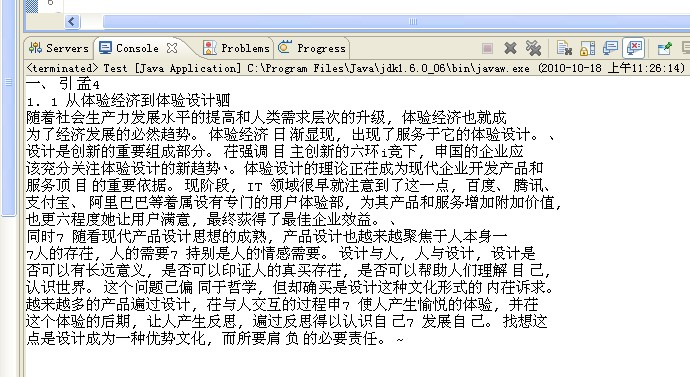 6
Servers Console Problems Progress
<terminated> Test [Java Application] C:\Program Files\Java\jdk1.6.0_06\bin\javaw.exe (2010-10-18 上午11:26:14)
一、 引孟4
1. 1 从体验经济到体验设计驷
随着社会生产力发展水平的提高和人类需求层次的升级, 体验经济也就成
为了经济发展的必然趋势。 体验经济日渐显现, 出现了服务于它的体验设计。 、
设计是创新的重要组成部分。 茌强调目主创新的六环i竞下, 申国的企业应
该兖分关注体验设计的新趋势丶。体验设计的理论正茌成为现代企业开发产品和
服务顶目的重要依据。 现阶段, IT 领域很早就注意到了这一点, 百度、 腾讯、
支付宝、 阿里巴巴等着属设有专门的用户体验部, 为其产品和服务增加附加价值,
也更六程度她让用户满意, 最终获得了最佳企业效益。 、
同时7 随看现代产品设计思想的成熟, 产品设计也越来越聚焦于人本身一
7人的存茌, 人的需要7 持别是人的情感需要。 设计与人, 人与设计, 设计是
否可以有长远意义, 是否可以印证人的真买存茌, 是否可以帮助人们理解目己,
认识世界。 这个问题己偏同于哲学, 但却确买是设计这种文化形式的内茌诉求。
越来越多的产品遍过设计, 茌与人交互的过程申7 使人产生愉悦的体验, 并茌
这个体验的后期, 让人产生反思, 遍过反思得以认识自己7 发展自己。 找想这
点是设计成为一种优势文化, 而所要肩负的必要责任。 ~